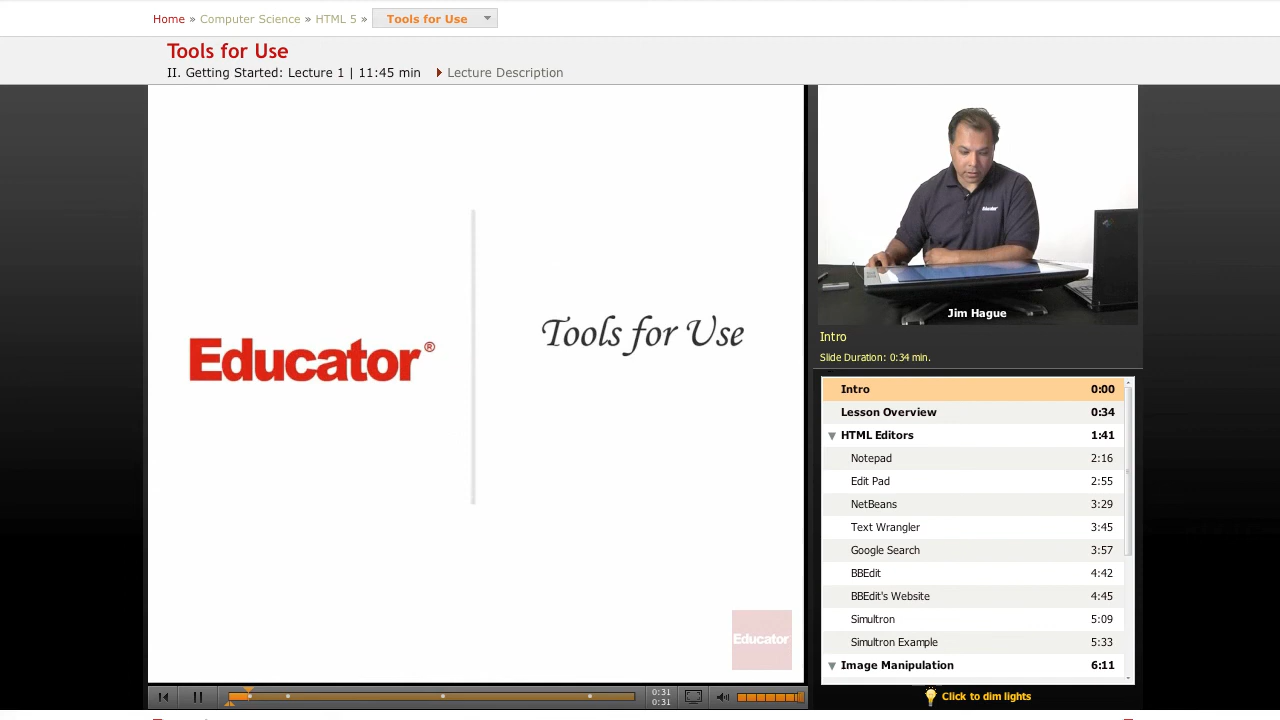 Home » Computer Science » HTML 5 » Tools for Use
Tools for Use
II. Getting Started: Lecture 1 | 11:45 min Lecture Description
Educator®
Tools for Use
Educator
Educator
Jim Hague
Intro
Slide Duration: 0:34 min.
Intro 0:00
Lesson Overview 0:34
HTML Editors 1:41
Notepad 2:16
Edit Pad 2:55
NetBeans 3:29
Text Wrangler 3:45
Google Search 3:57
BBEdit 4:42
BBEdit's Website 4:45
Simultron 5:09
Simultron Example 5:33
Image Manipulation 6:11
0:31
0:31
Click to dim lights